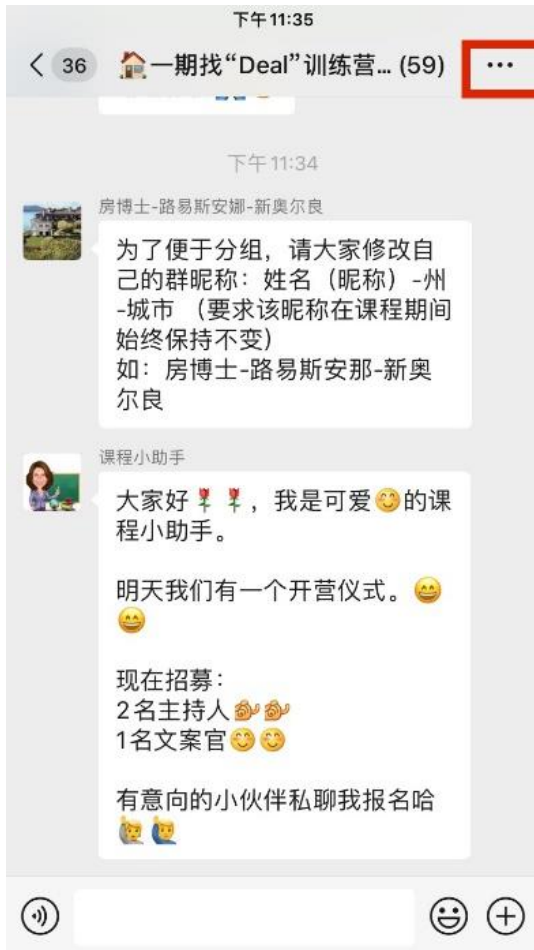 下午11:35
36 🏠一期找“Deal”训练营... (59) ...
下午11:34
房博士-路易斯安娜-新奥尔良
为了便于分组，请大家修改自
己的群昵称：姓名（昵称）-州
-城市 （要求该昵称在课程期间
始终保持不变）
如：房博士-路易斯安那-新奥
尔良
课程小助手
大家好🌹🌹，我是可爱😊的课
程小助手。
明天我们有一个开营仪式。😄
😄
现在招募：
2名主持人
1名文案官😊😊
有意向的小伙伴私聊我报名哈
🙋🙋‍♂️